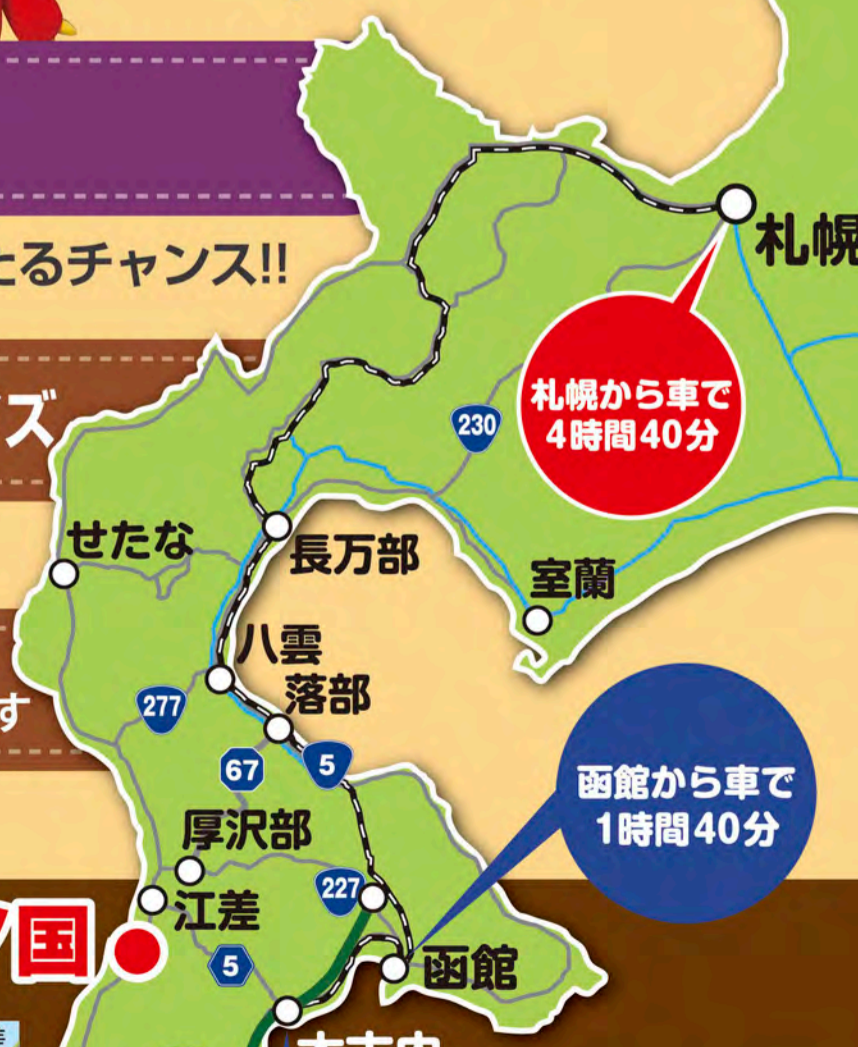 札幌
たるチャンス!!
札幌から車で
4時間40分
ズ
230
せたな
長万部
室蘭
八雲
落部
す
277
67
5
函館から車で
1時間40分
厚沢部
227
江差
国
5
函館